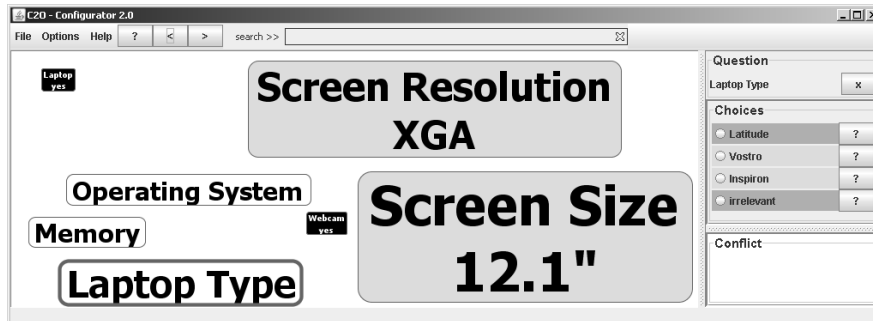 C2O - Configurator 2.0
File Options Help ? < > search >>
Laptop
yes
Screen Resolution
XGA
Operating System
Memory
Webcam
yes
Screen Size
12.1"
Laptop Type
Question
Laptop Type x
Choices
Latitude ?
Vostro ?
Inspiron ?
irrelevant ?
Conflict